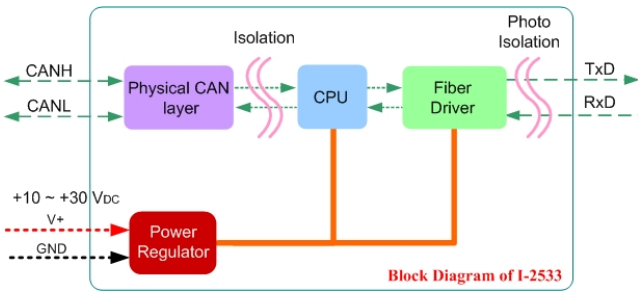 Photo
Isolation
Isolation
CANH
CANL
Physical CAN
layer
CPU
Fiber
Driver
TxD
RxD
+10 ~ +30 VDC
V+
GND
Power
Regulator
Block Diagram of I-2533